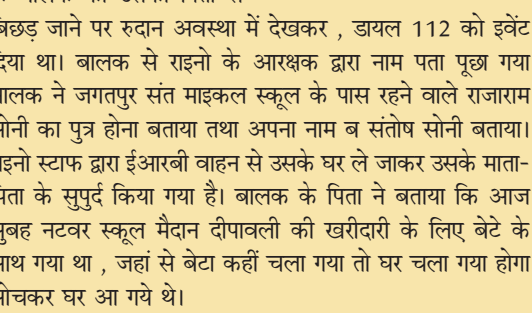 बिछड़ जाने पर रुदान अवस्था में देखकर , डायल 112 को इवेंट
दिया था। बालक से राइनो के आरक्षक द्वारा नाम पता पूछा गया
बालक ने जगतपुर संत माइकल स्कूल के पास रहने वाले राजाराम
सोनी का पुत्र होना बताया तथा अपना नाम ब संतोष सोनी बताया।
राइनो स्टाफ द्वारा ईआरबी वाहन से उसके घर ले जाकर उसके माता-
पिता के सुपुर्द किया गया है। बालक के पिता ने बताया कि आज
सुबह नटवर स्कूल मैदान दीपावली की खरीदारी के लिए बेटे के
साथ गया था , जहां से बेटा कहीं चला गया तो घर चला गया होगा
सोचकर घर आ गये थे।